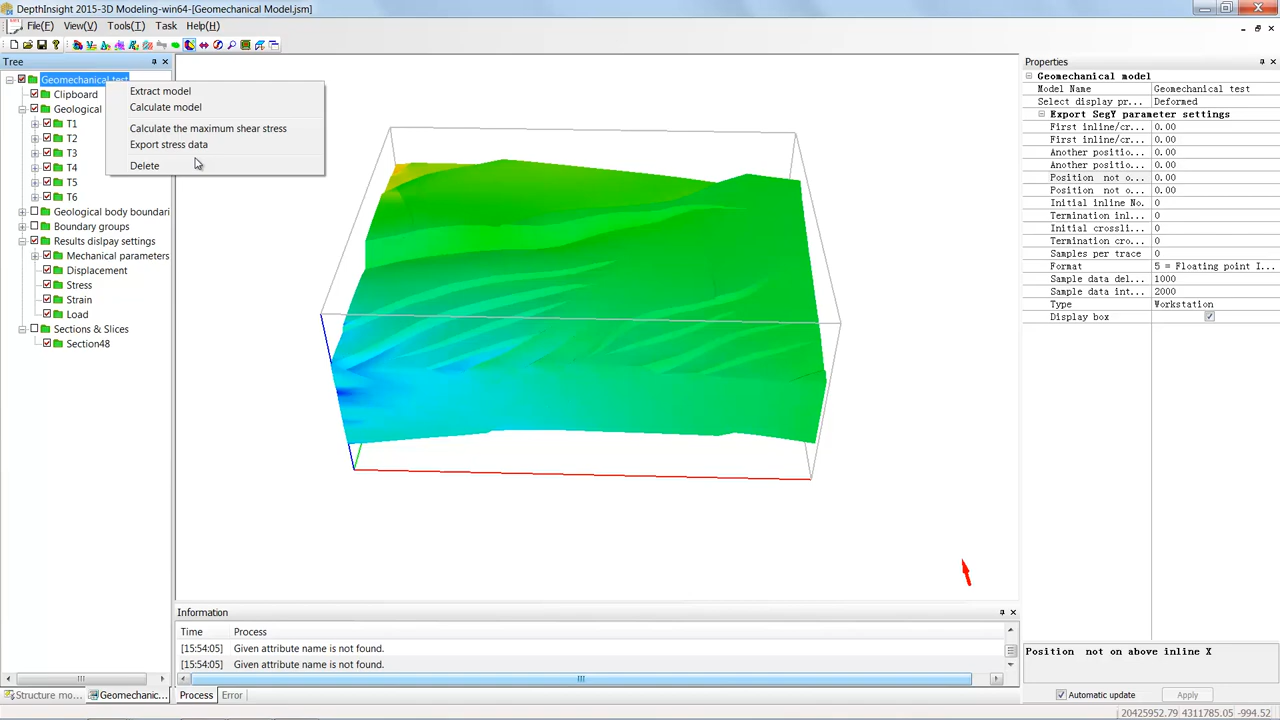 DepthInsight 2015-3D Modeling-win64-[Geomechanical Model.jsm]
File(F) View(V) Tools(T) Task Help(H)
Tree
Geomechanical test
Clipboard
Geological
T1
T2
T3
T4
T5
T6
Geological body boundari
Boundary groups
Results dislpay settings
Mechanical parameters
Displacement
Stress
Strain
Load
Sections & Slices
Section48
Structure mo...
Geomechanic...
Extract model
Calculate model
Calculate the maximum shear stress
Export stress data
Delete
Information
Time Process
[15:54:05] Given attribute name is not found.
[15:54:05] Given attribute name is not found.
Process Error
Properties
Geomechanical model
Model Name Geomechanical test
Select display pr... Deformed
Export SegY parameter settings
First inline/cr... 0.00
First inline/cr... 0.00
Another positio... 0.00
Another positio... 0.00
Position not o... 0.00
Position not o... 0.00
Initial inline No. 0
Termination inl... 0
Initial crossli... 0
Termination cro... 0
Samples per trace 0
Format 5 = Floating point I...
Sample data del... 1000
Sample data int... 2000
Type Workstation
Display box
Position not on above inline X
Automatic update Apply
20425952.79 4311785.05 -994.52